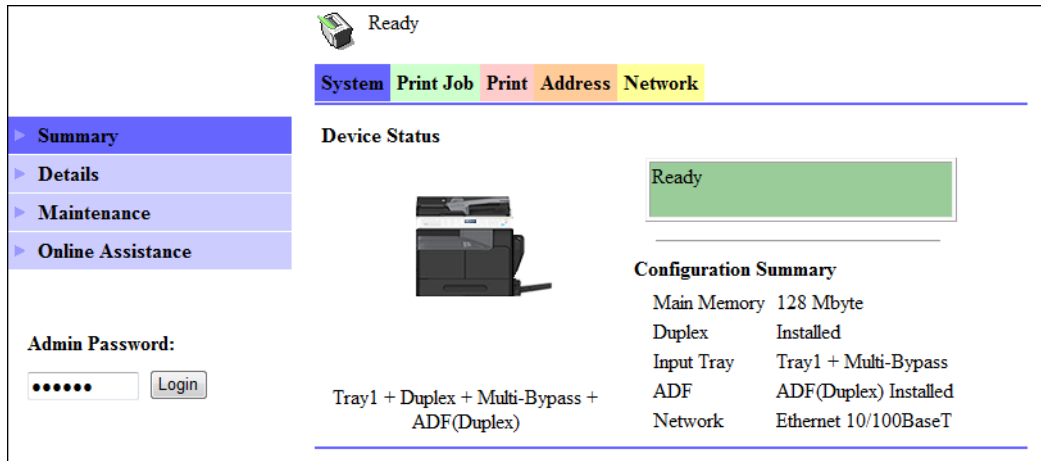 Ready
System Print Job Print Address Network
Summary
Details
Maintenance
Online Assistance
Admin Password:
•••••• Login
Device Status
Tray1 + Duplex + Multi-Bypass +
ADF(Duplex)
Ready
Configuration Summary
Main Memory 128 Mbyte
Duplex Installed
Input Tray Tray1 + Multi-Bypass
ADF ADF(Duplex) Installed
Network Ethernet 10/100BaseT